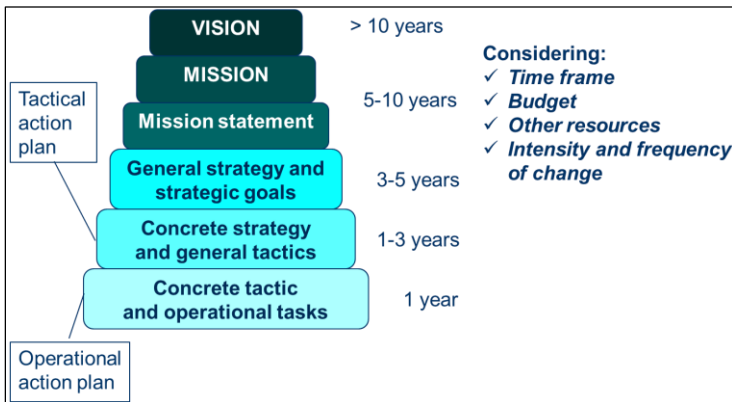 VISION
> 10 years
MISSION
5-10 years
Mission statement
General strategy and
strategic goals
3-5 years
Concrete strategy
and general tactics
1-3 years
Concrete tactic
and operational tasks
1 year
Tactical
action
plan
Operational
action plan
Considering:
✓ Time frame
✓ Budget
✓ Other resources
✓ Intensity and frequency
of change